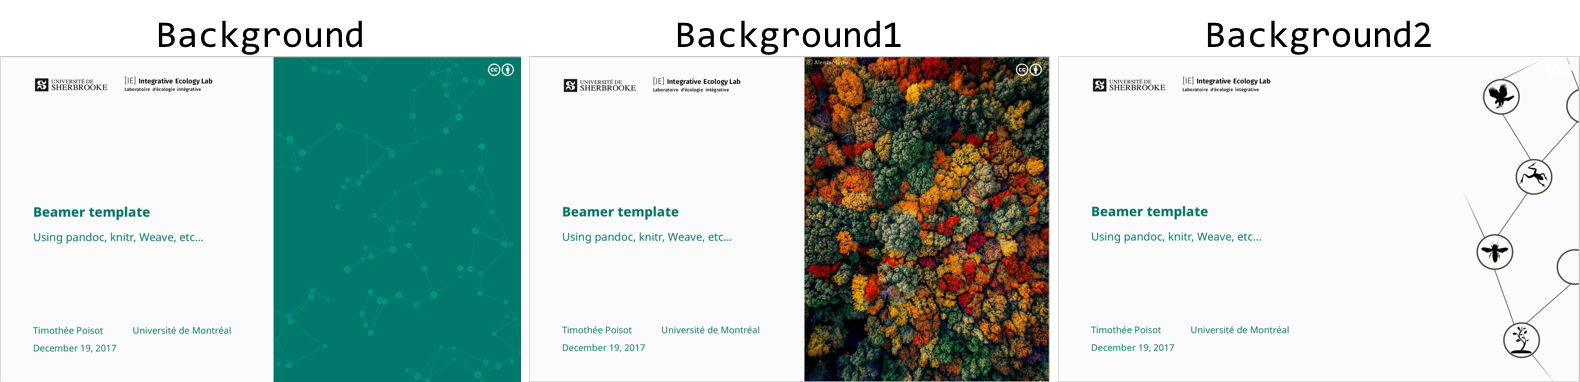 Background
UNIVERSITÉ DE
SHERBROOKE
[IE] Integrative Ecology Lab
Laboratoire d'écologie intégrative
Beamer template
Using pandoc, knitr, Weave, etc...
Timothée Poisot Université de Montréal
December 19, 2017
cc
Background1
UNIVERSITÉ DE
SHERBROOKE
[IE] Integrative Ecology Lab
Laboratoire d'écologie intégrative
Beamer template
Using pandoc, knitr, Weave, etc...
Timothée Poisot Université de Montréal
December 19, 2017
cc
Background2
UNIVERSITÉ DE
SHERBROOKE
[IE] Integrative Ecology Lab
Laboratoire d'écologie intégrative
Beamer template
Using pandoc, knitr, Weave, etc...
Timothée Poisot Université de Montréal
December 19, 2017